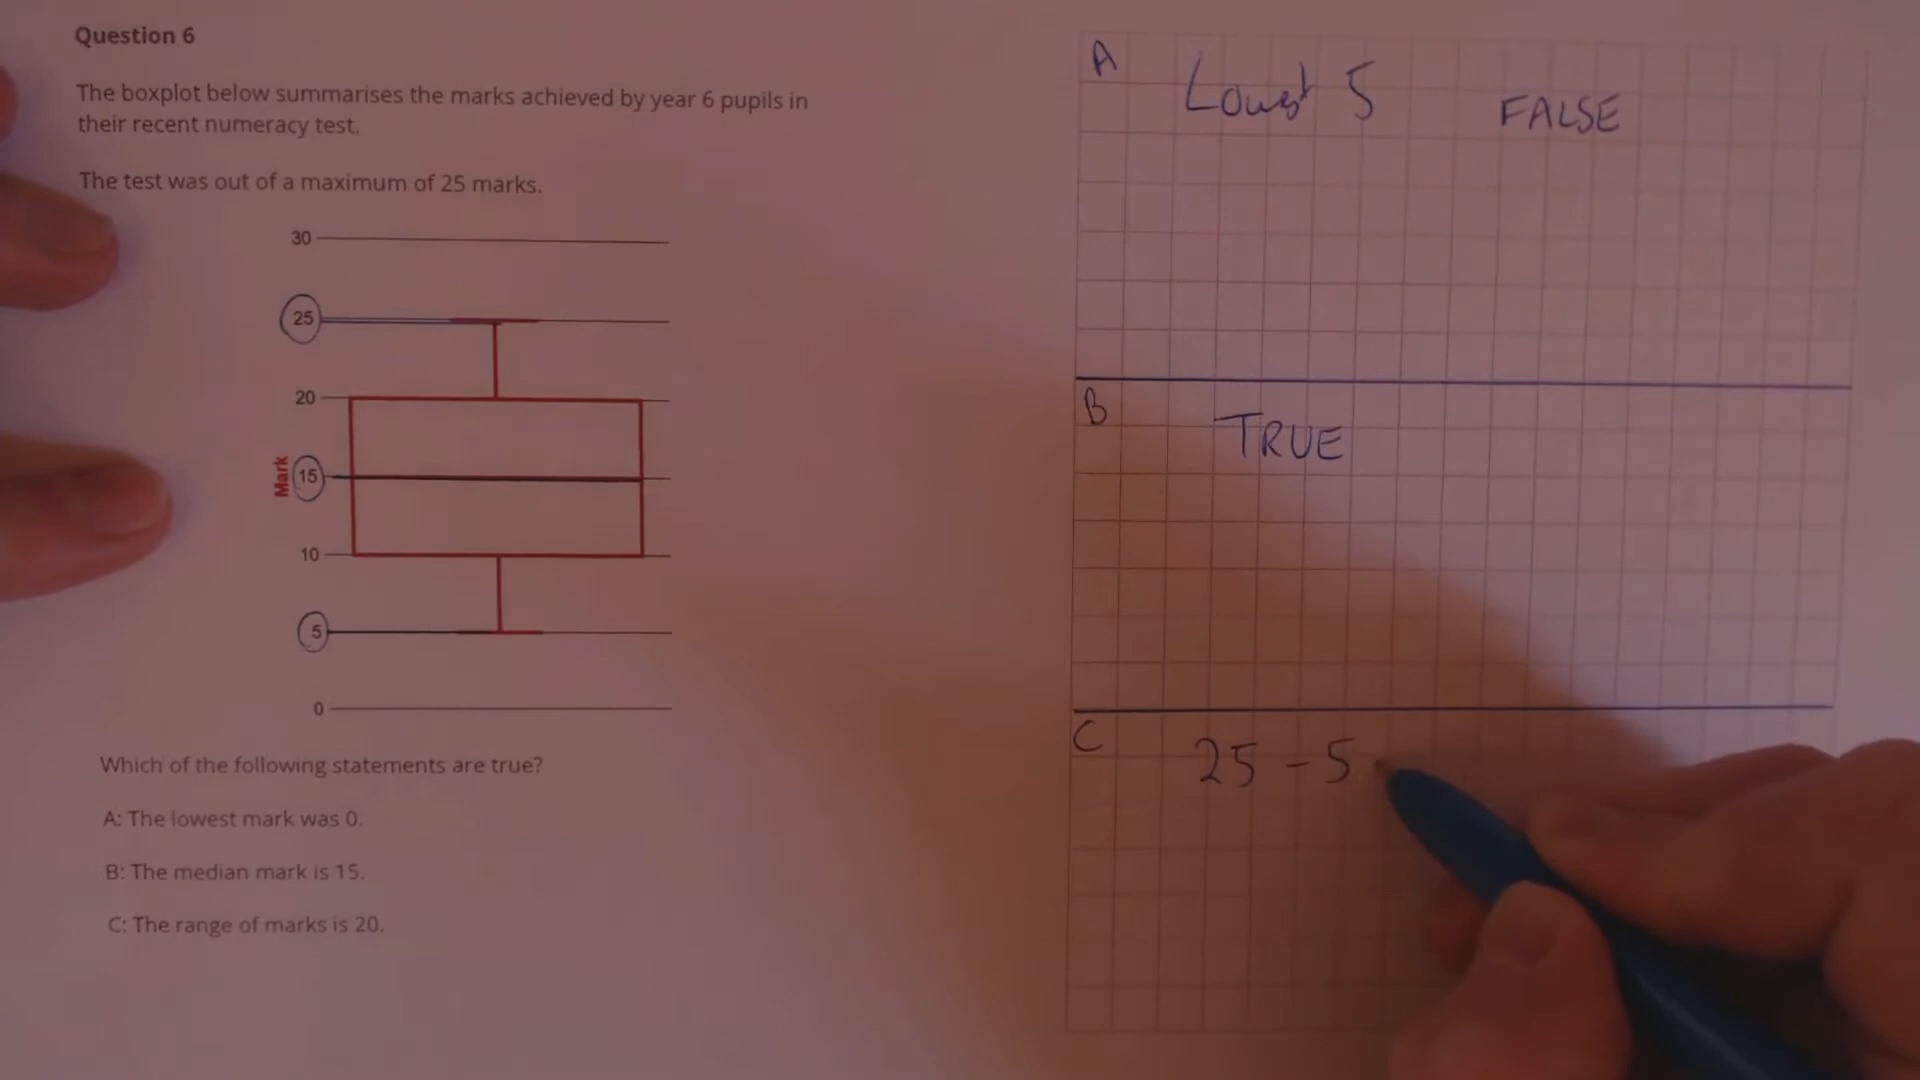 Question 6
The boxplot below summarises the marks achieved by year 6 pupils in
their recent numeracy test.
The test was out of a maximum of 25 marks.
30
25
20
Mark
15
10
5
0
Which of the following statements are true?
A: The lowest mark was 0.
B: The median mark is 15.
C: The range of marks is 20.
A
Lowest 5 FALSE
B
TRUE
C
25 - 5